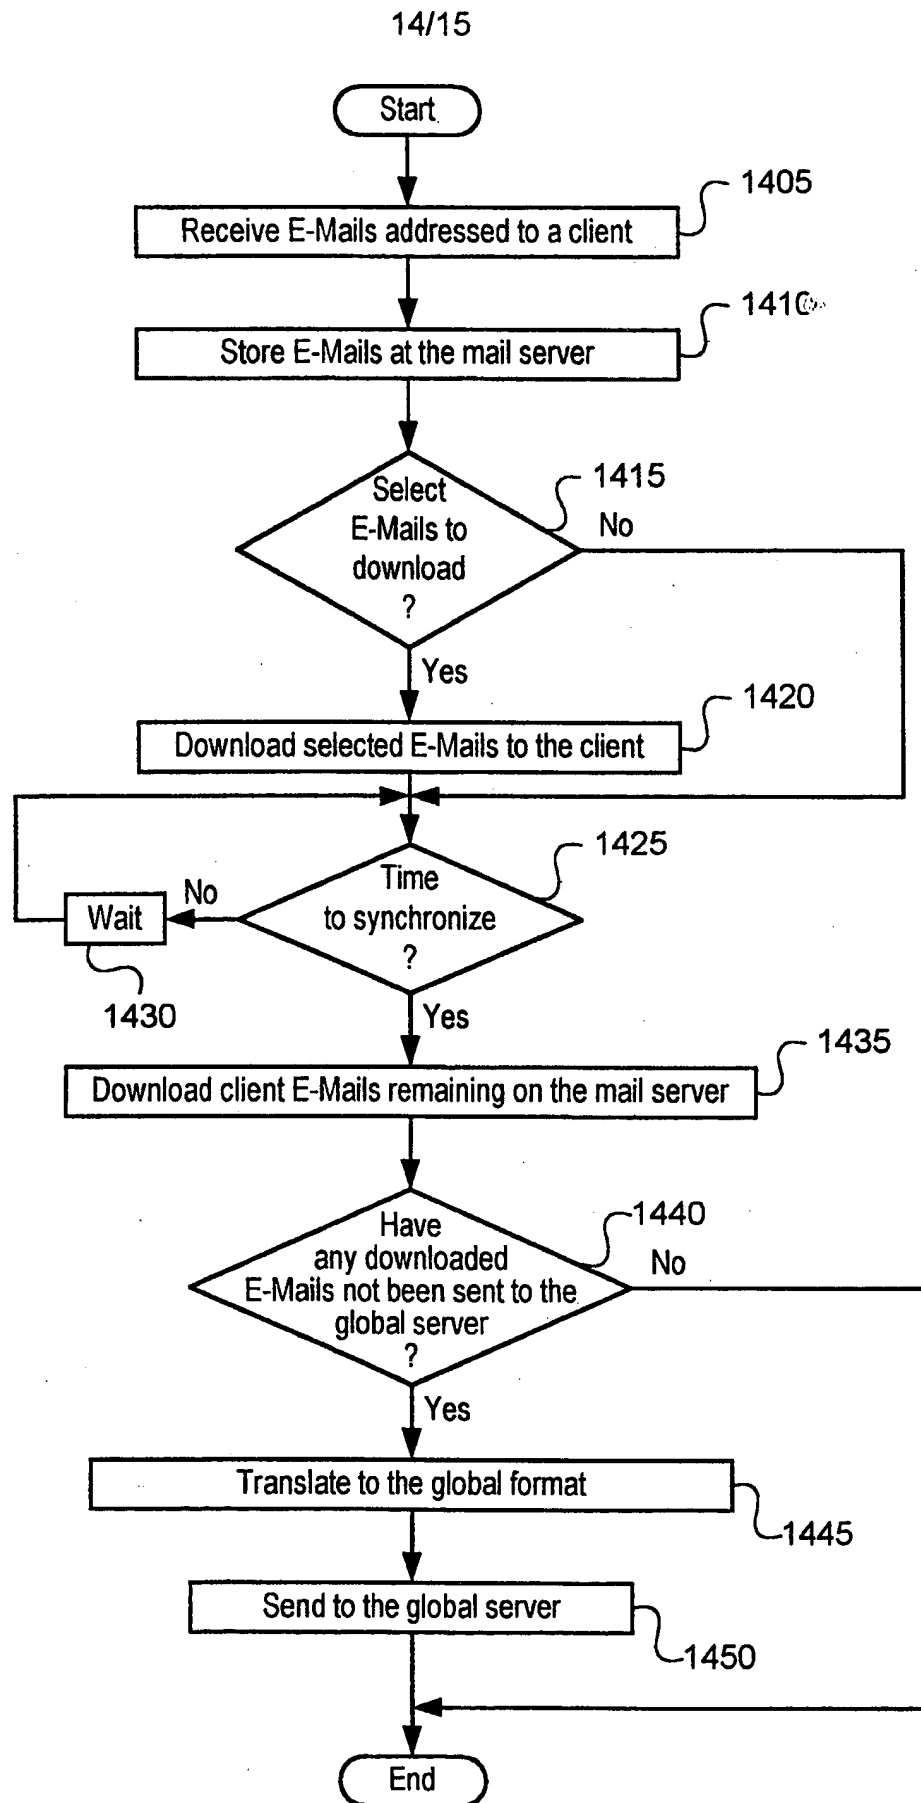 14/15
Start
1405
Receive E-Mails addressed to a client
1410
Store E-Mails at the mail server
1415
Select
E-Mails to
download
?
No
Yes
1420
Download selected E-Mails to the client
1425
Time
to synchronize
?
No
Wait
1430
Yes
1435
Download client E-Mails remaining on the mail server
1440
Have
any downloaded
E-Mails not been sent to the
global server
?
No
Yes
Translate to the global format
1445
Send to the global server
1450
End